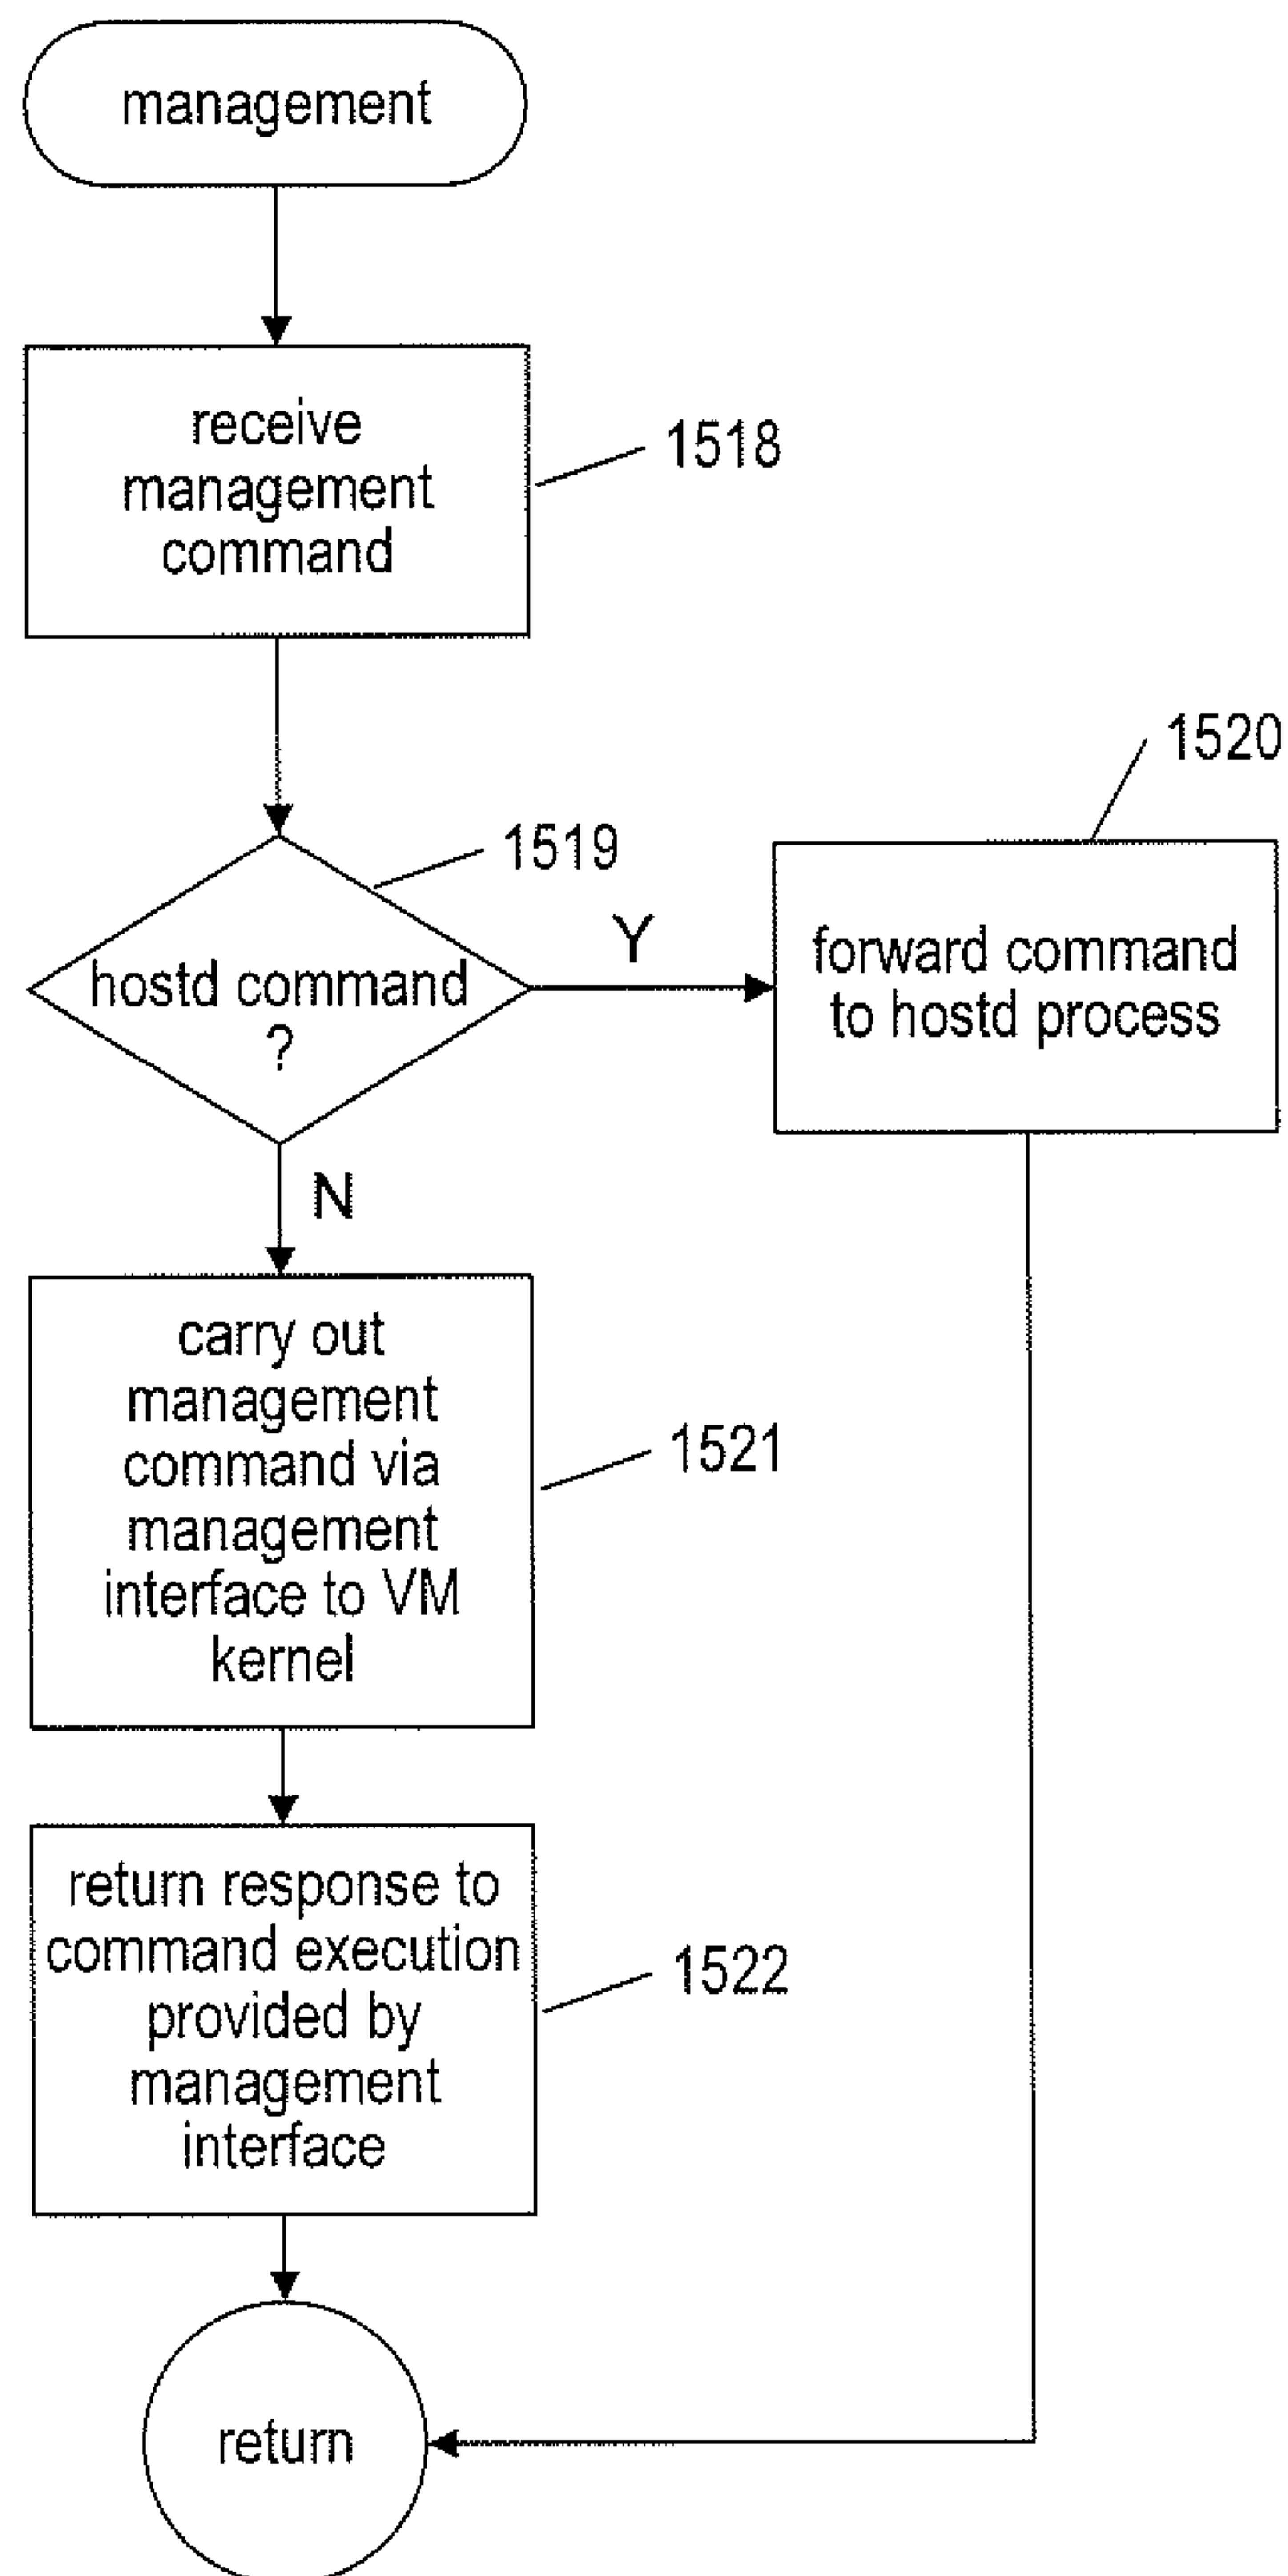 management
receive
management
command
1518
1520
1519
hostd command
?
Y
forward command
to hostd process
N
carry out
management
command via
management
interface to VM
kernel
1521
return response to
command execution
provided by
management
interface
1522
return